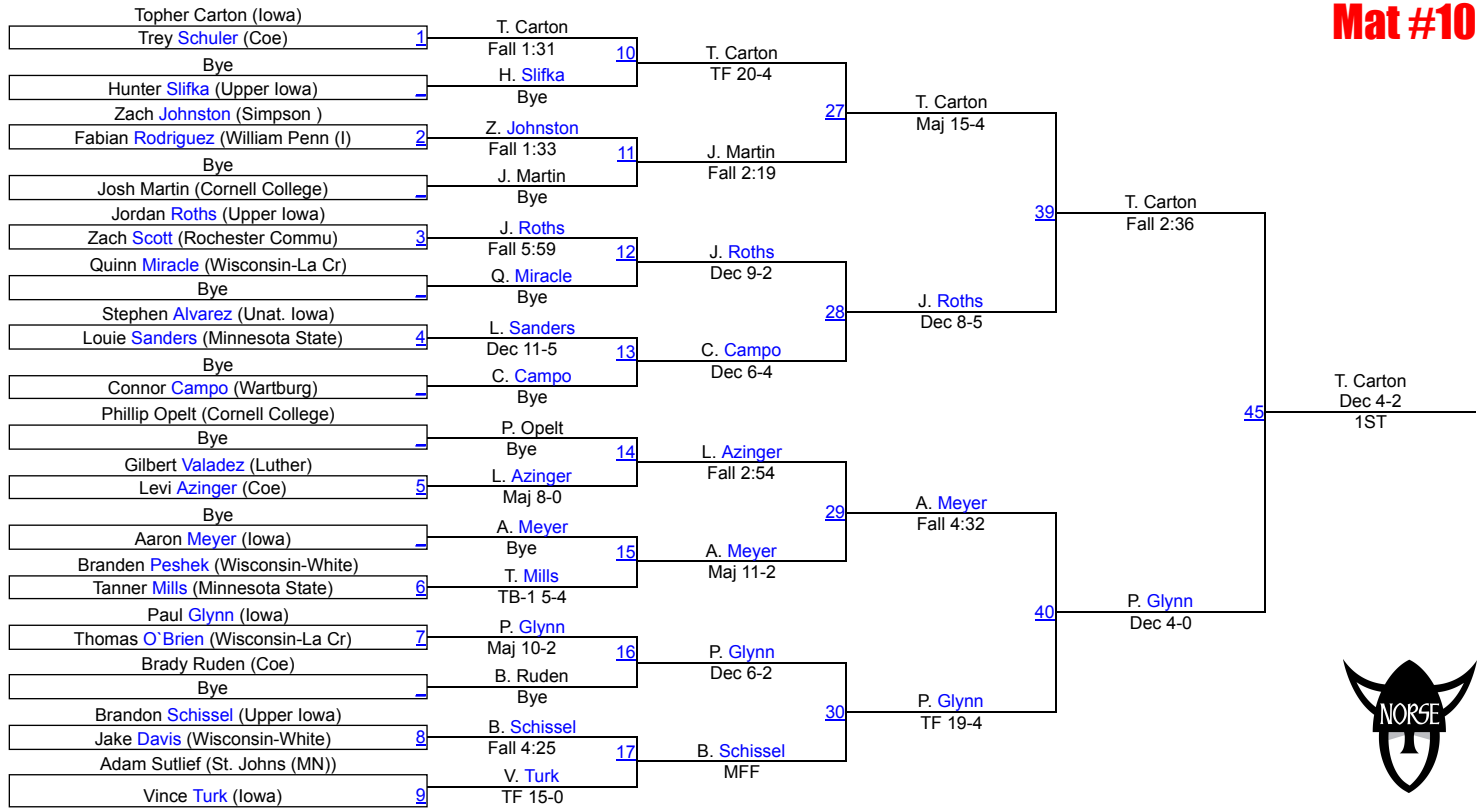 Mat #10
Topher Carton (Iowa)
Trey Schuler (Coe)
1
Bye
Hunter Slifka (Upper Iowa)
Zach Johnston (Simpson )
Fabian Rodriguez (William Penn (I)
2
Bye
Josh Martin (Cornell College)
Jordan Roths (Upper Iowa)
Zach Scott (Rochester Commu)
3
Quinn Miracle (Wisconsin-La Cr)
Bye
Stephen Alvarez (Unat. Iowa)
Louie Sanders (Minnesota State)
4
Bye
Connor Campo (Wartburg)
Phillip Opelt (Cornell College)
Bye
Gilbert Valadez (Luther)
Levi Azinger (Coe)
5
Bye
Aaron Meyer (Iowa)
Branden Peshek (Wisconsin-White)
Tanner Mills (Minnesota State)
6
Paul Glynn (Iowa)
Thomas O`Brien (Wisconsin-La Cr)
7
Brady Ruden (Coe)
Bye
Brandon Schissel (Upper Iowa)
Jake Davis (Wisconsin-White)
8
Adam Sutlief (St. Johns (MN))
Vince Turk (Iowa)
9
T. Carton
Fall 1:31
10
H. Slifka
Bye
Z. Johnston
Fall 1:33
11
J. Martin
Bye
J. Roths
Fall 5:59
12
Q. Miracle
Bye
L. Sanders
Dec 11-5
13
C. Campo
Bye
P. Opelt
Bye
14
L. Azinger
Maj 8-0
A. Meyer
Bye
15
T. Mills
TB-1 5-4
P. Glynn
Maj 10-2
16
B. Ruden
Bye
B. Schissel
Fall 4:25
17
V. Turk
TF 15-0
T. Carton
TF 20-4
27
J. Martin
Fall 2:19
J. Roths
Dec 9-2
28
C. Campo
Dec 6-4
L. Azinger
Fall 2:54
29
A. Meyer
Maj 11-2
P. Glynn
Dec 6-2
30
B. Schissel
MFF
T. Carton
Maj 15-4
39
J. Roths
Dec 8-5
A. Meyer
Fall 4:32
40
P. Glynn
TF 19-4
T. Carton
Fall 2:36
45
P. Glynn
Dec 4-0
T. Carton
Dec 4-2
1ST
NORSE